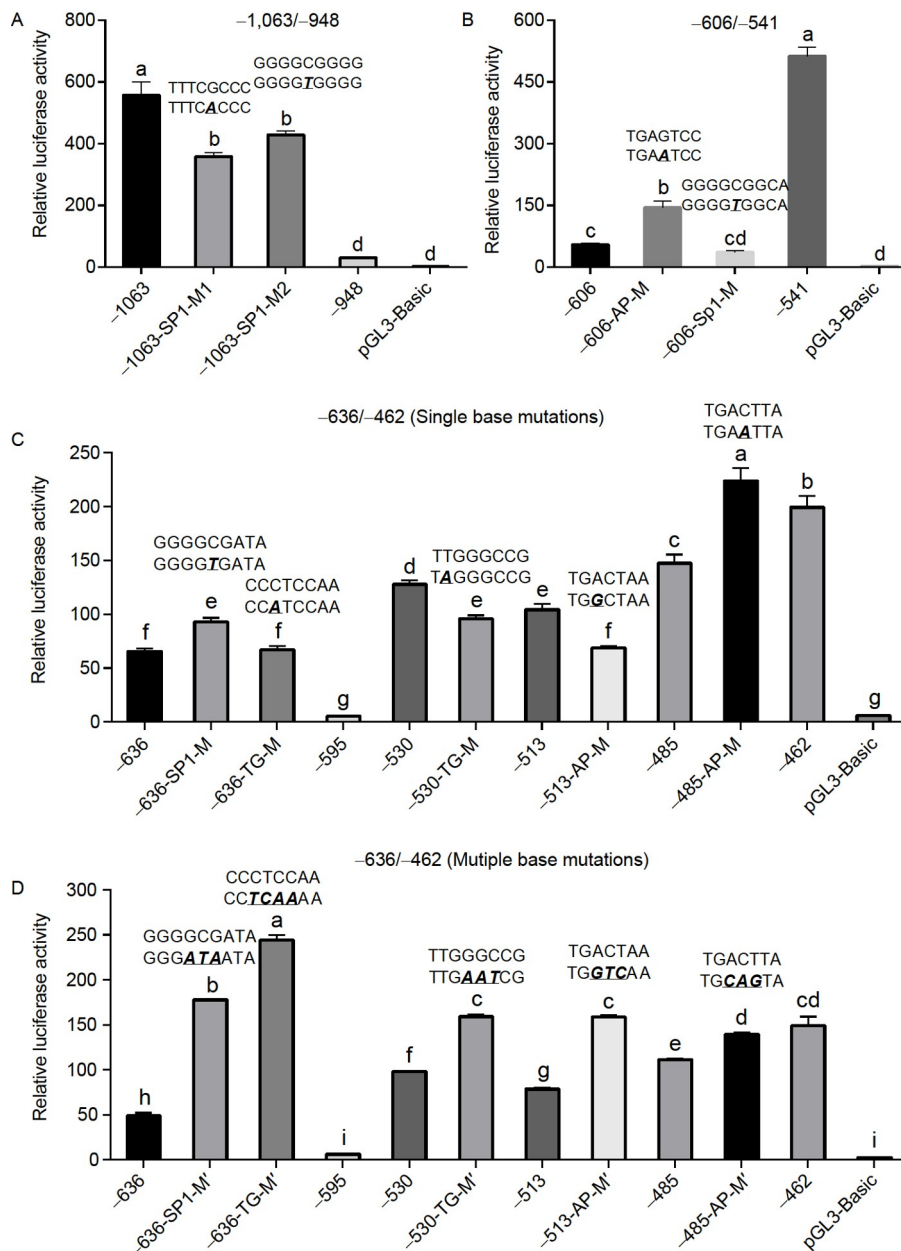 A
−1,063/−948
Relative luciferase activity
800
600
400
200
0
a
TTTCGCCC
TTTCACCC
b
GGGGCGGGG
GGGGTGGGG
b
d
d
−1063
−1063-SP1-M1
−1063-SP1-M2
−948
pGL3-Basic
B
−606/−541
Relative luciferase activity
600
450
300
150
0
c
TGAGTCC
TGAATCC
b
GGGGCGGCA
GGGGTGGCA
cd
a
d
−606
−606-AP-M
−606-Sp1-M
−541
pGL3-Basic
C
−636/−462 (Single base mutations)
Relative luciferase activity
250
200
150
100
50
0
f
GGGGCGATA
GGGGTGATA
e
CCCTCCAA
CCATCCAA
f
g
d
TTGGGCCG
TAGGGCCG
e
e
TGACTAA
TGGCTAA
f
c
TGACTTA
TGAATTA
a
b
g
−636
−636-SP1-M
−636-TG-M
−595
−530
−530-TG-M
−513
−513-AP-M
−485
−485-AP-M
−462
pGL3-Basic
D
−636/−462 (Mutiple base mutations)
Relative luciferase activity
300
250
200
150
100
50
0
h
GGGGCGATA
GGGATAATA
b
CCCTCCAA
CCTCAAAA
a
i
f
TTGGGCCG
TTGAATCG
c
g
TGACTAA
TGGTCAA
c
e
TGACTTA
TGCAGTA
d
cd
i
−636
−636-SP1-M′
−636-TG-M′
−595
−530
−530-TG-M′
−513
−513-AP-M′
−485
−485-AP-M′
−462
pGL3-Basic